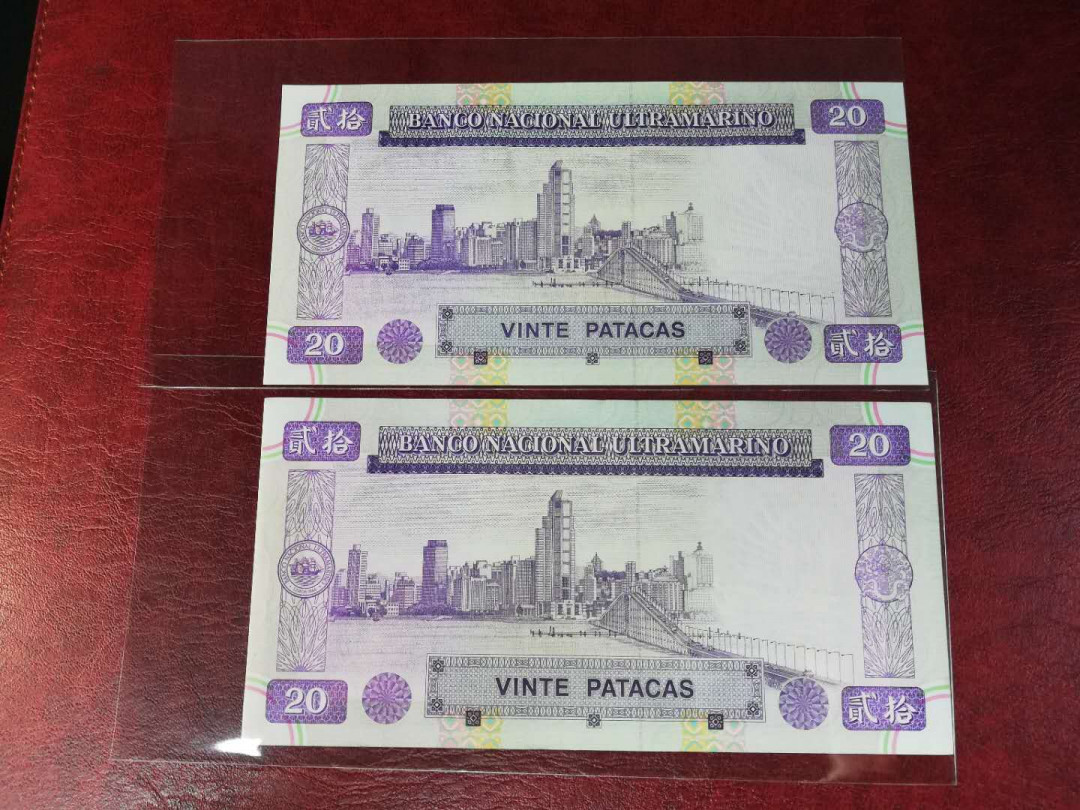 貳拾
BANCO NACIONAL ULTRAMARINO
20
20
VINTE PATACAS
貳拾
貳拾
BANCO NACIONAL ULTRAMARINO
20
20
VINTE PATACAS
貳拾